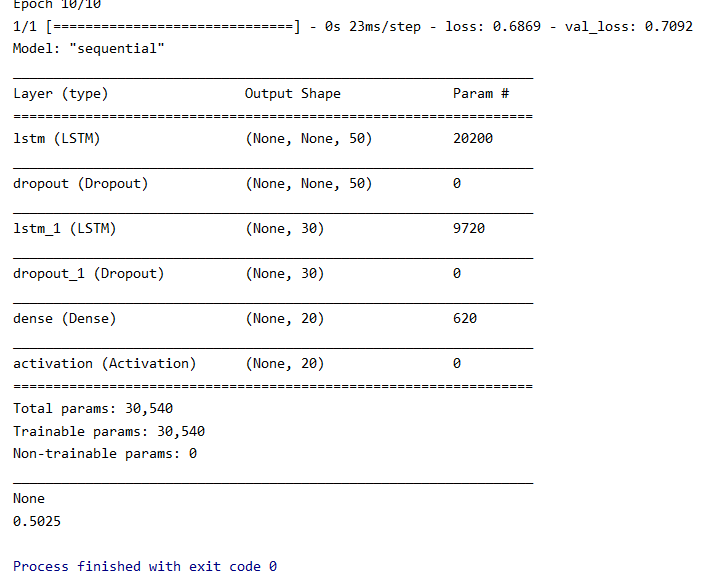 Epoch 10/10
1/1 [==============================] - 0s 23ms/step - loss: 0.6869 - val_loss: 0.7092
Model: "sequential"
_________________________________________________________________
Layer (type)                 Output Shape              Param #
=================================================================
lstm (LSTM)                  (None, None, 50)          20200
_________________________________________________________________
dropout (Dropout)            (None, None, 50)          0
_________________________________________________________________
lstm_1 (LSTM)                (None, 30)                9720
_________________________________________________________________
dropout_1 (Dropout)          (None, 30)                0
_________________________________________________________________
dense (Dense)                (None, 20)                620
_________________________________________________________________
activation (Activation)      (None, 20)                0
=================================================================
Total params: 30,540
Trainable params: 30,540
Non-trainable params: 0
_________________________________________________________________
None
0.5025
Process finished with exit code 0